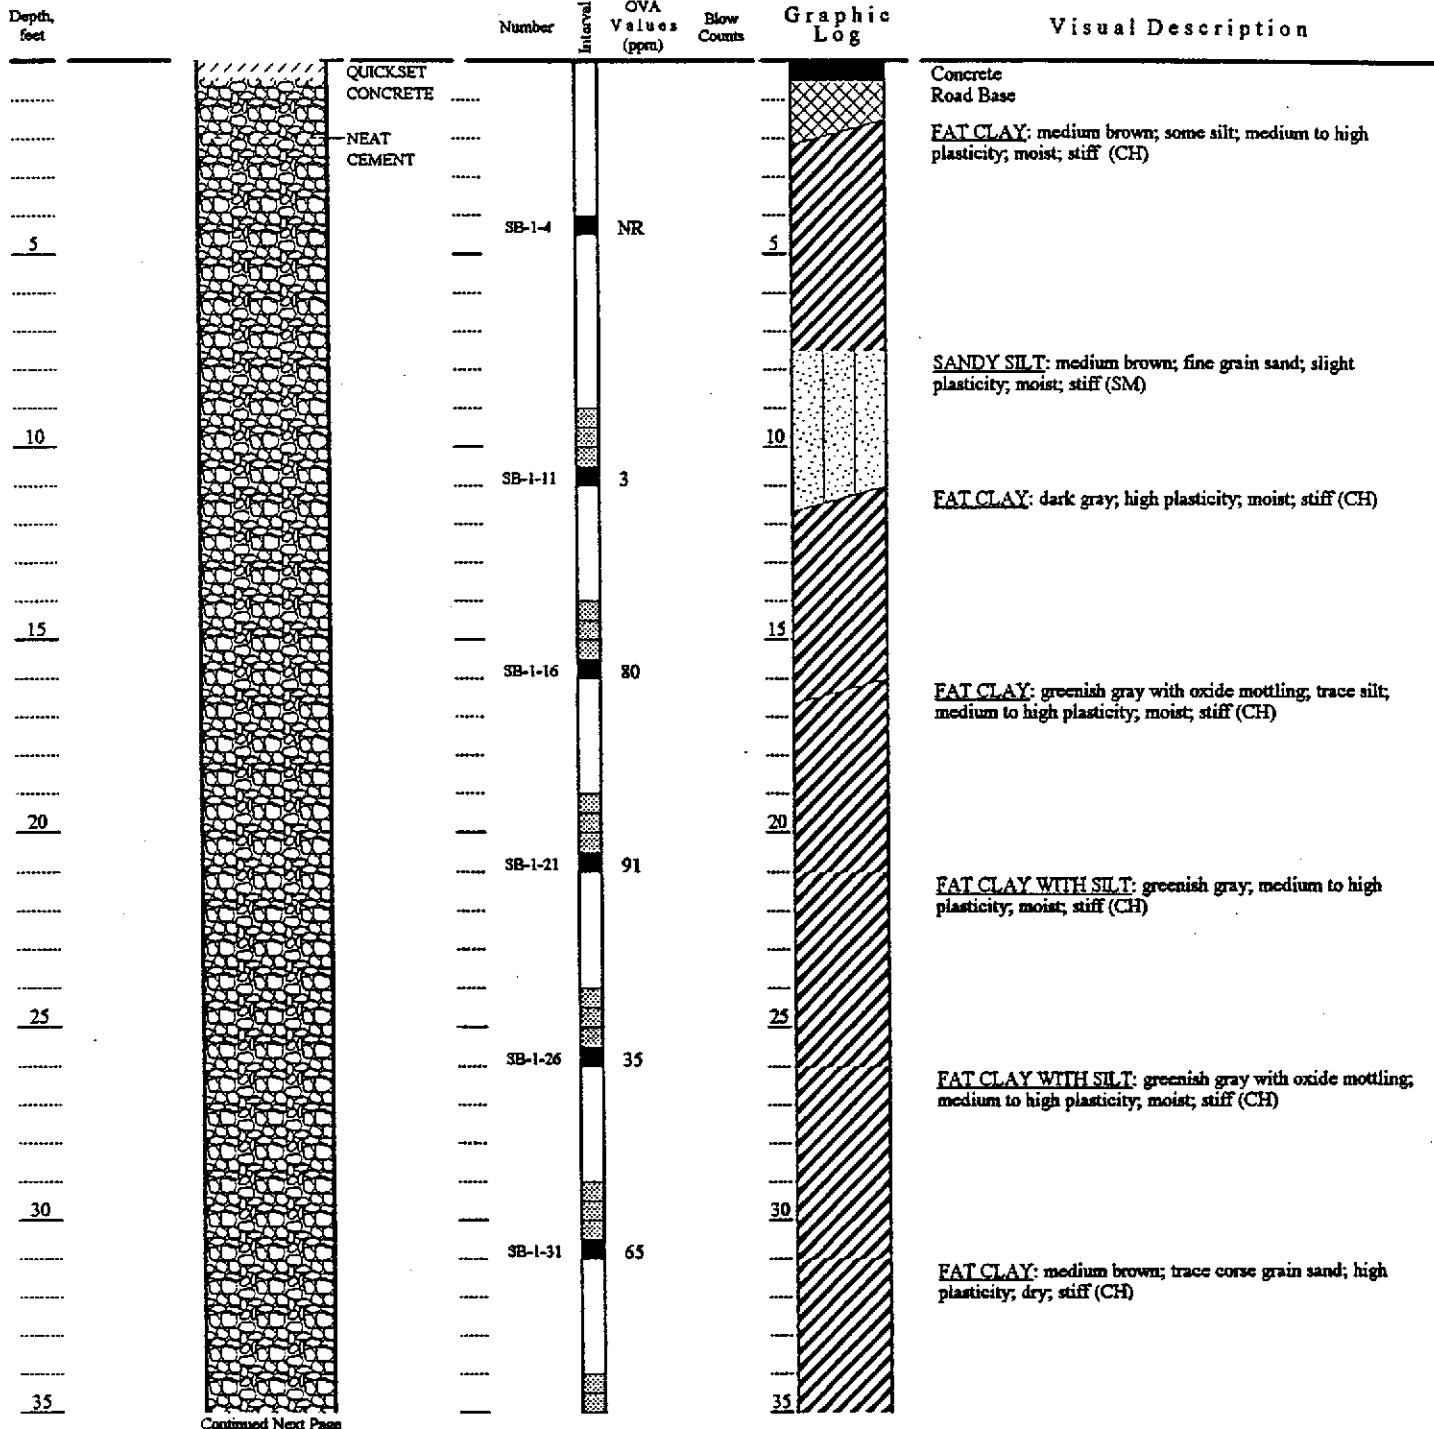 Depth, feet
Number
Interval
OVA Values (ppm)
Blow Counts
Graphic Log
Visual Description
QUICKSET
CONCRETE
NEAT
CEMENT
Concrete
Road Base
FAT CLAY: medium brown; some silt; medium to high
plasticity; moist; stiff (CH)
SB-1-4 NR
5 5
SANDY SILT: medium brown; fine grain sand; slight
plasticity; moist; stiff (SM)
10 10
SB-1-11 3
FAT CLAY: dark gray; high plasticity; moist; stiff (CH)
15 15
SB-1-16 80
FAT CLAY: greenish gray with oxide mottling; trace silt;
medium to high plasticity; moist; stiff (CH)
20 20
SB-1-21 91
FAT CLAY WITH SILT: greenish gray; medium to high
plasticity; moist; stiff (CH)
25 25
SB-1-26 35
FAT CLAY WITH SILT: greenish gray with oxide mottling;
medium to high plasticity; moist; stiff (CH)
30 30
SB-1-31 65
FAT CLAY: medium brown; trace corse grain sand; high
plasticity; dry; stiff (CH)
35 35
Continued Next Page